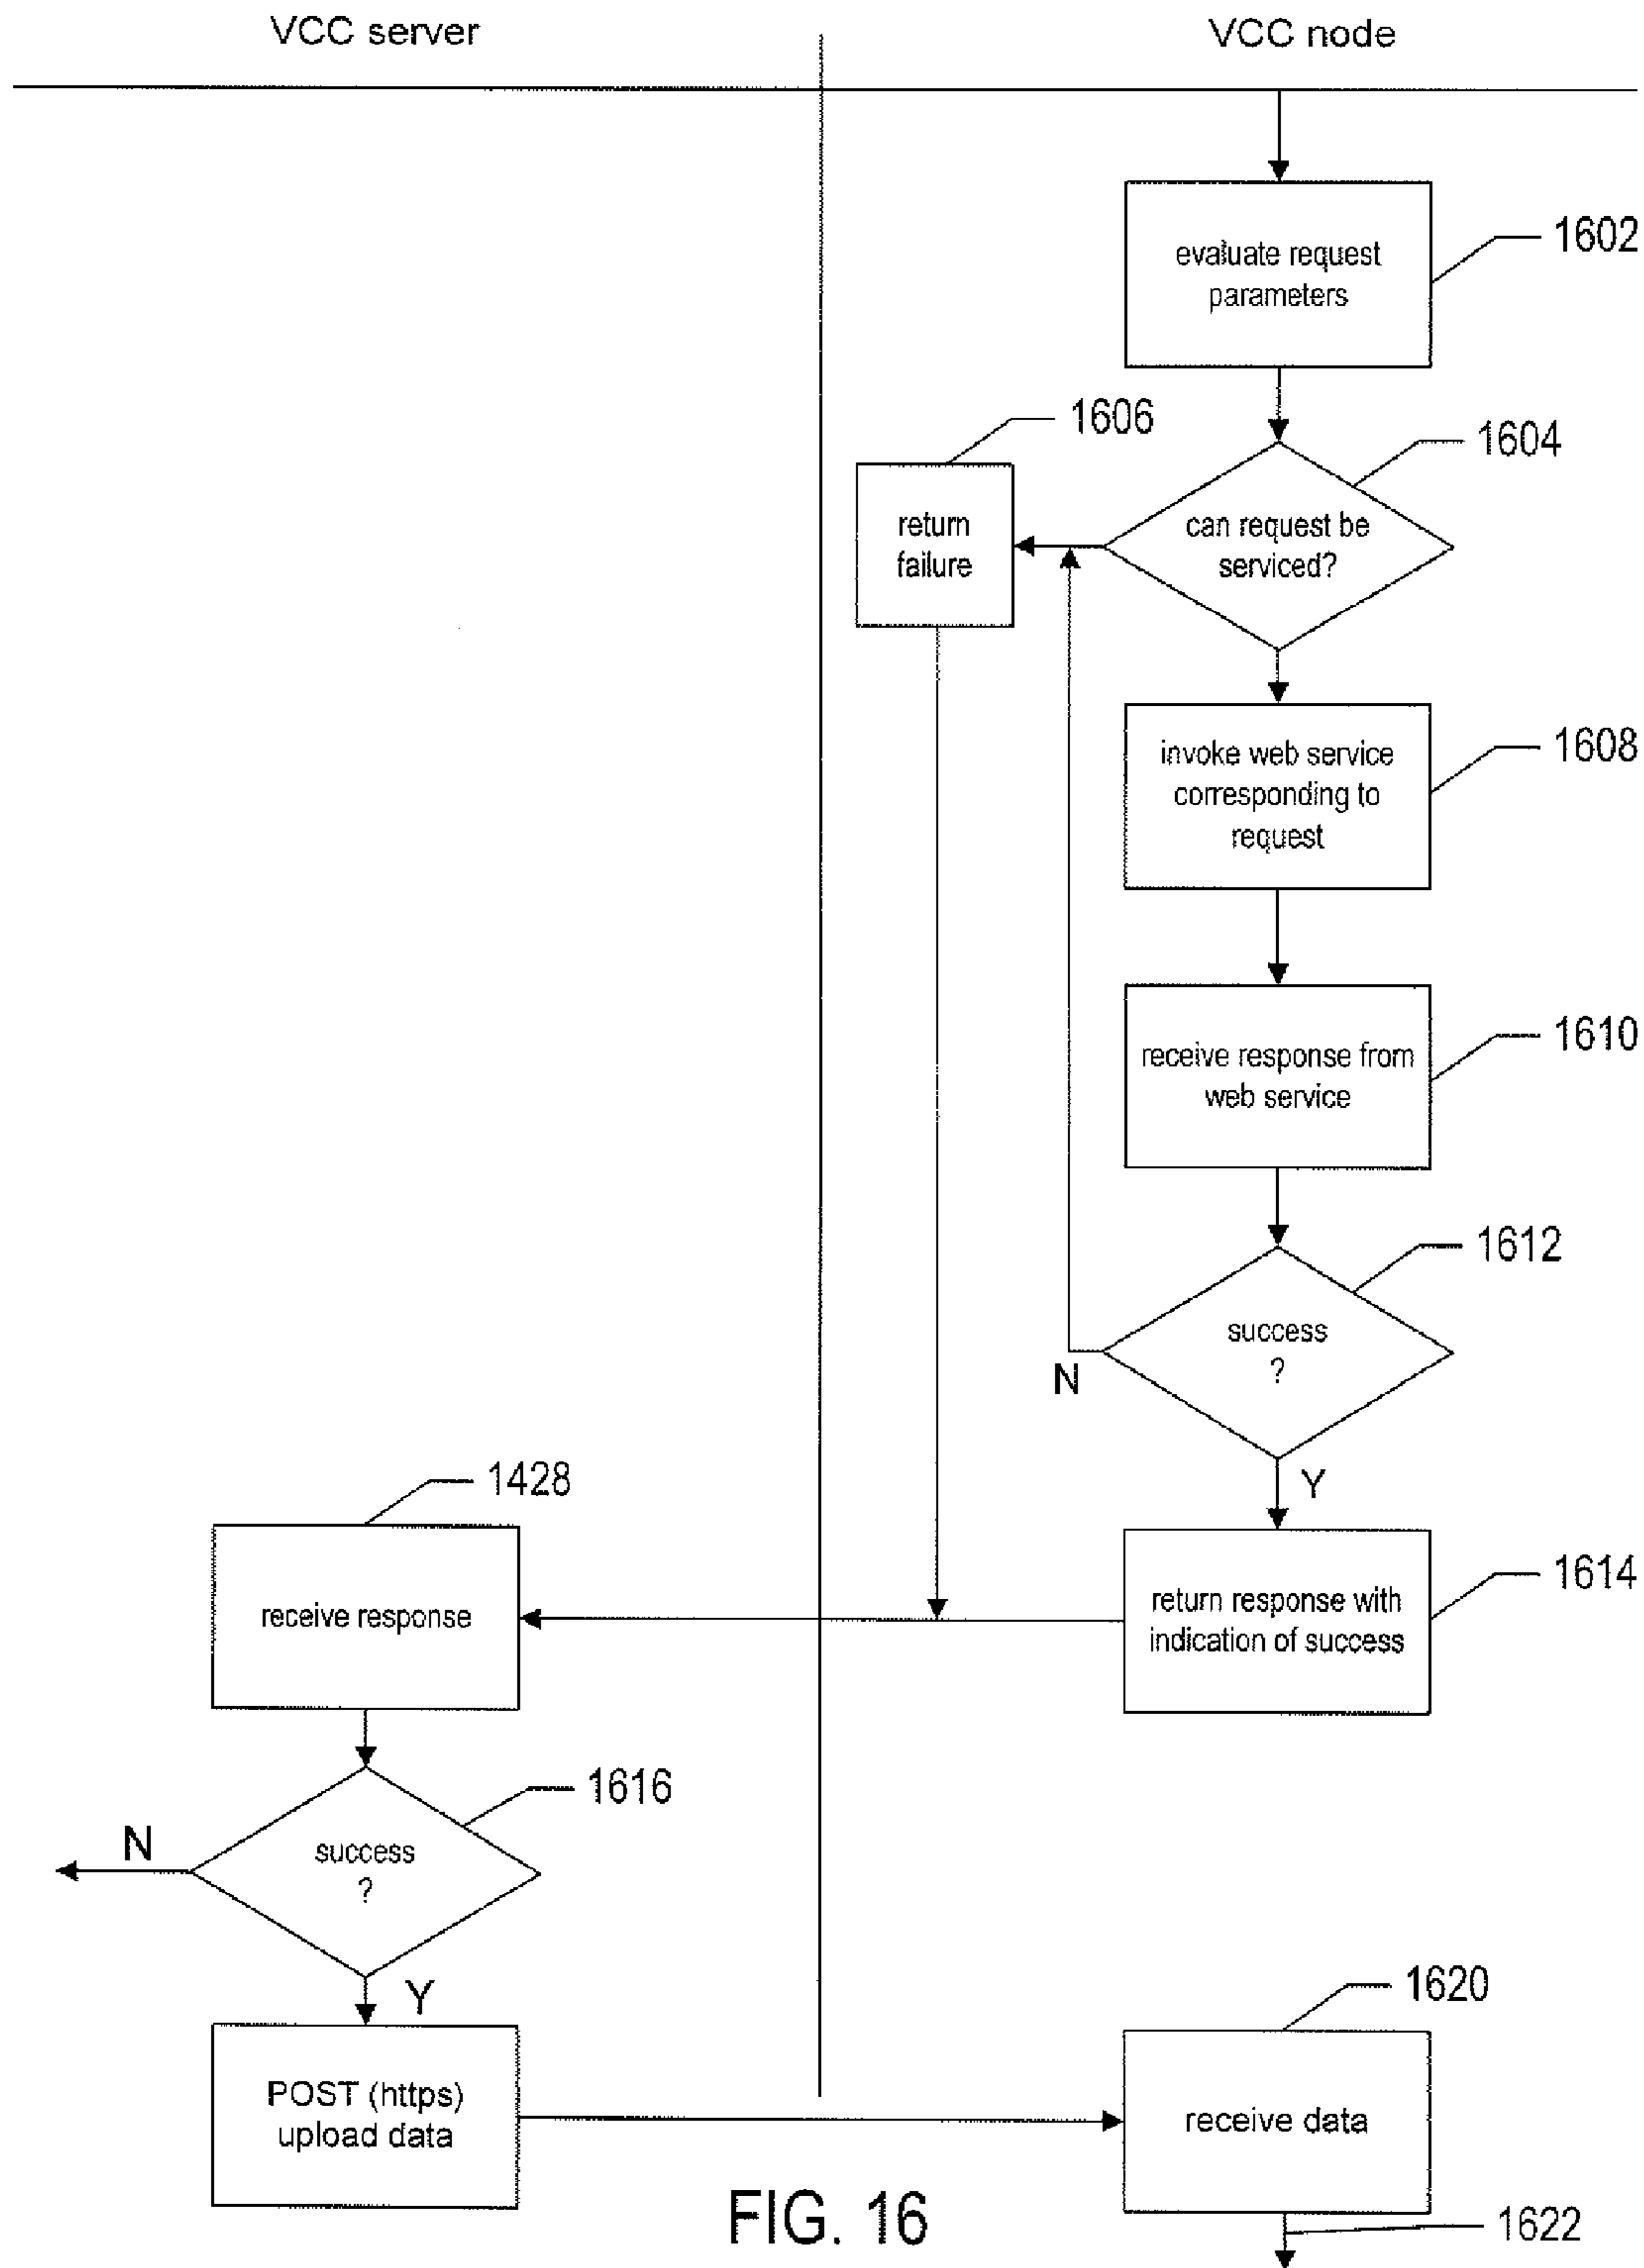 VCC server
VCC node
evaluate request
parameters
1602
1606
1604
return
failure
can request be
serviced?
invoke web service
corresponding to
request
1608
receive response from
web service
1610
1612
success
?
N
Y
1428
receive response
return response with
indication of success
1614
1616
success
?
N
Y
POST (https)
upload data
1620
receive data
FIG. 16
1622